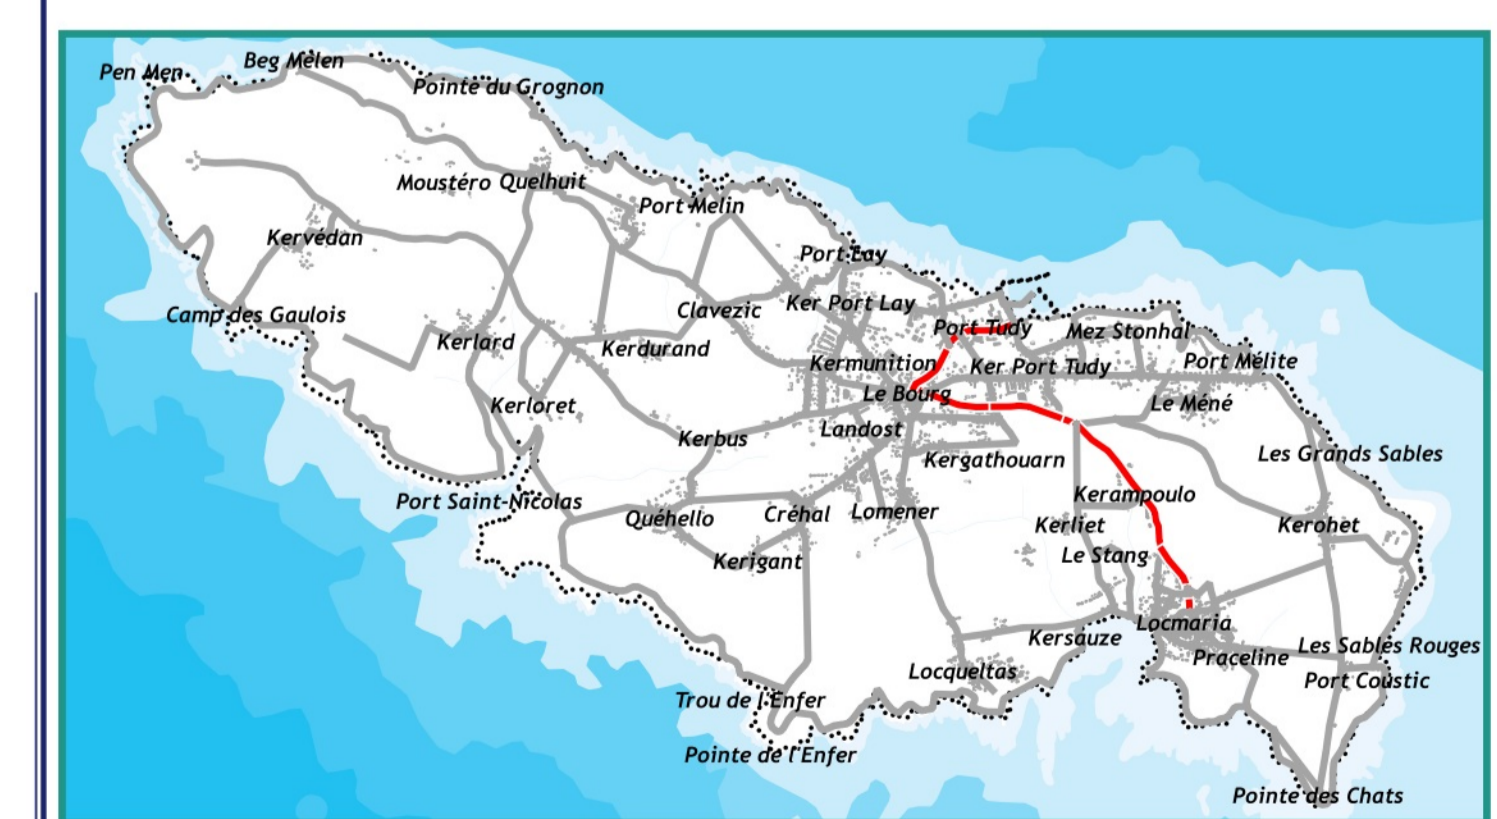 Beg Melen
Pen Men
Pointe du Grognon
Moustéro Quelhuit
Port Melin
Kervédan
Port Lay
Camp des Gaulois
Clavezic
Ker Port Lay
Port Tudy
Mez Stonhal
Kerlard
Kerdurand
Kermunition
Ker Port Tudy
Port Mélite
Le Bourg
Kerloret
Le Méné
Landost
Kerbus
Kergathouarn
Les Grands Sables
Port Saint-Nicolas
Kerampoulo
Quéhello
Créhal
Lomener
Kerliet
Kerohet
Le Stang
Kerigant
Locmaria
Kersauze
Les Sables Rouges
Praceline
Locqueltas
Port Coustic
Trou de l'Enfer
Pointe de l'Enfer
Pointe des Chats